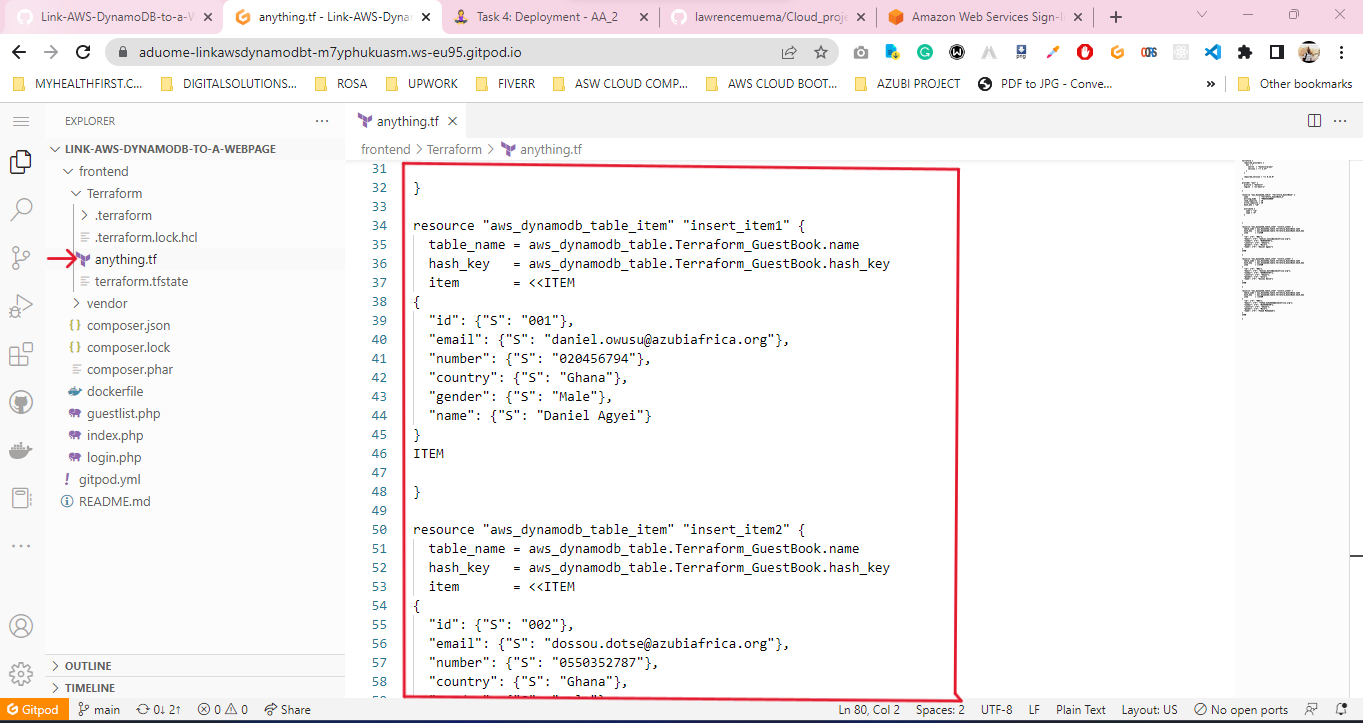 Link-AWS-DynamoDB-to-a-W
anything.tf - Link-AWS-Dynam
Task 4: Deployment - AA_2
lawrencemuema/Cloud_proje
Amazon Web Services Sign-I
aduome-linkawsdynamodbt-m7yphukuasm.ws-eu95.gitpod.io
MYHEALTHFIRST.C...
DIGITALSOLUTIONS...
ROSA
UPWORK
FIVERR
ASW CLOUD COMP...
AWS CLOUD BOOT...
AZUBI PROJECT
PDF to JPG - Conve...
»
Other bookmarks
EXPLORER
anything.tf
LINK-AWS-DYNAMODB-TO-A-WEBPAGE
frontend > Terraform > anything.tf
frontend
Terraform
.terraform
.terraform.lock.hcl
anything.tf
terraform.tfstate
vendor
composer.json
composer.lock
composer.phar
dockerfile
guestlist.php
index.php
login.php
gitpod.yml
README.md
OUTLINE
TIMELINE
31
32 }
33
34 resource "aws_dynamodb_table_item" "insert_item1" {
35 table_name = aws_dynamodb_table.Terraform_GuestBook.name
36 hash_key = aws_dynamodb_table.Terraform_GuestBook.hash_key
37 item = <<ITEM
38 {
39 "id": {"S": "001"},
40 "email": {"S": "daniel.owusu@azubiafrica.org"},
41 "number": {"S": "020456794"},
42 "country": {"S": "Ghana"},
43 "gender": {"S": "Male"},
44 "name": {"S": "Daniel Agyei"}
45 }
46 ITEM
47
48 }
49
50 resource "aws_dynamodb_table_item" "insert_item2" {
51 table_name = aws_dynamodb_table.Terraform_GuestBook.name
52 hash_key = aws_dynamodb_table.Terraform_GuestBook.hash_key
53 item = <<ITEM
54 {
55 "id": {"S": "002"},
56 "email": {"S": "dossou.dotse@azubiafrica.org"},
57 "number": {"S": "0550352787"},
58 "country": {"S": "Ghana"},
Gitpod
main
0↓ 2↑
0 0
Share
Ln 80, Col 2
Spaces: 2
UTF-8
LF
Plain Text
Layout: US
No open ports